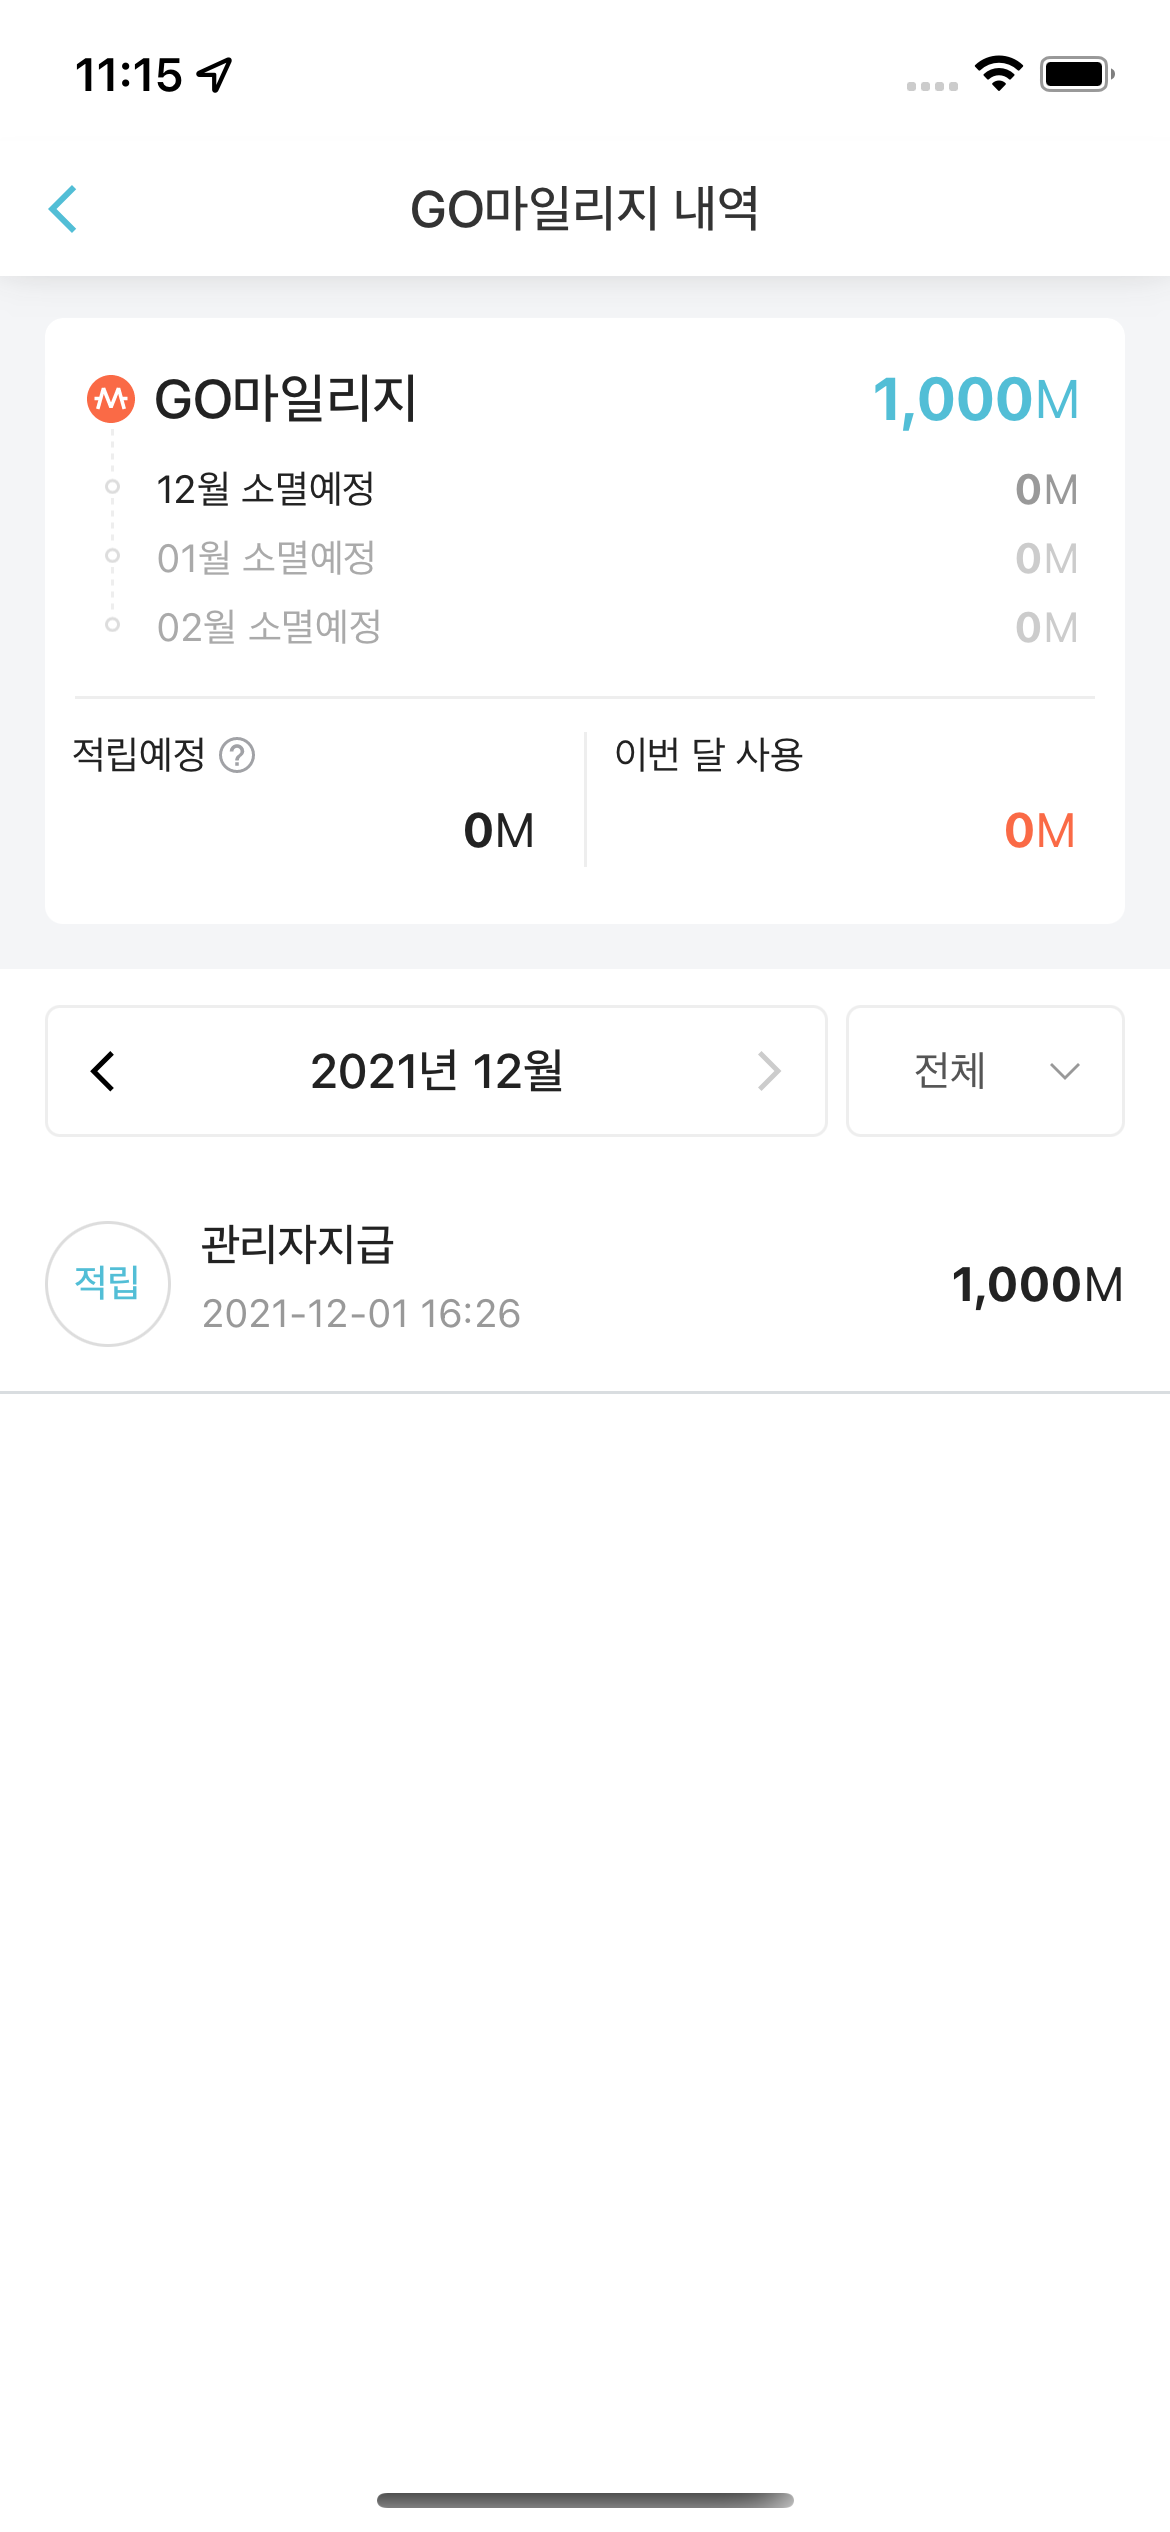 11:15
GO마일리지 내역
GO마일리지 1,000M
12월 소멸예정 0M
01월 소멸예정 0M
02월 소멸예정 0M
적립예정 ? 이번 달 사용
0M 0M
2021년 12월 전체
적립 관리자지급 1,000M
2021-12-01 16:26